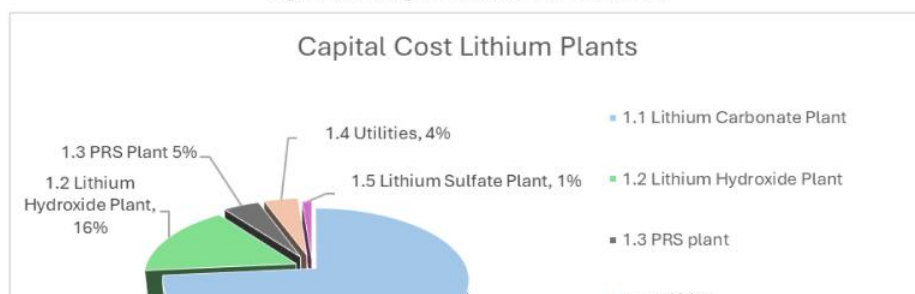 Capital Cost Lithium Plants
1.4 Utilities, 4%
1.3 PRS Plant 5%
1.2 Lithium
Hydroxide Plant,
16%
1.5 Lithium Sulfate Plant, 1%
1.1 Lithium Carbonate Plant
1.2 Lithium Hydroxide Plant
1.3 PRS plant